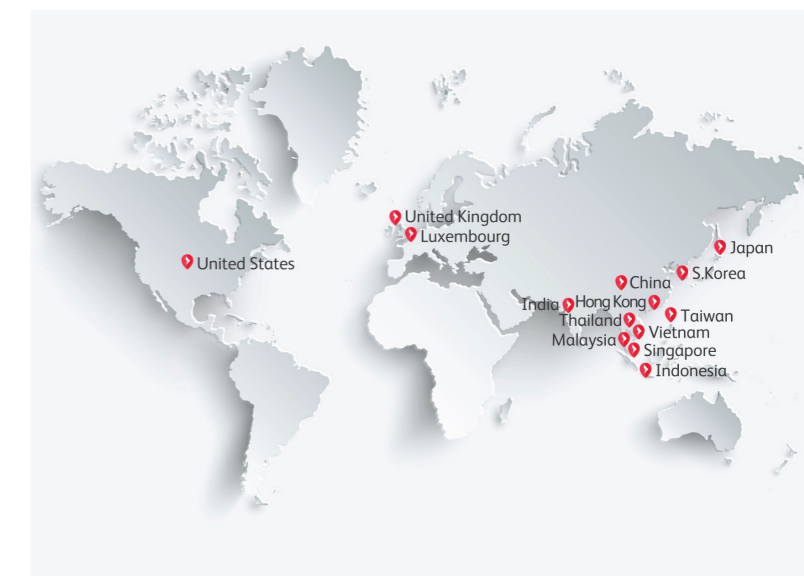 United Kingdom
Luxembourg
United States
Japan
S.Korea
China
India
Hong Kong
Thailand
Taiwan
Vietnam
Malaysia
Singapore
Indonesia